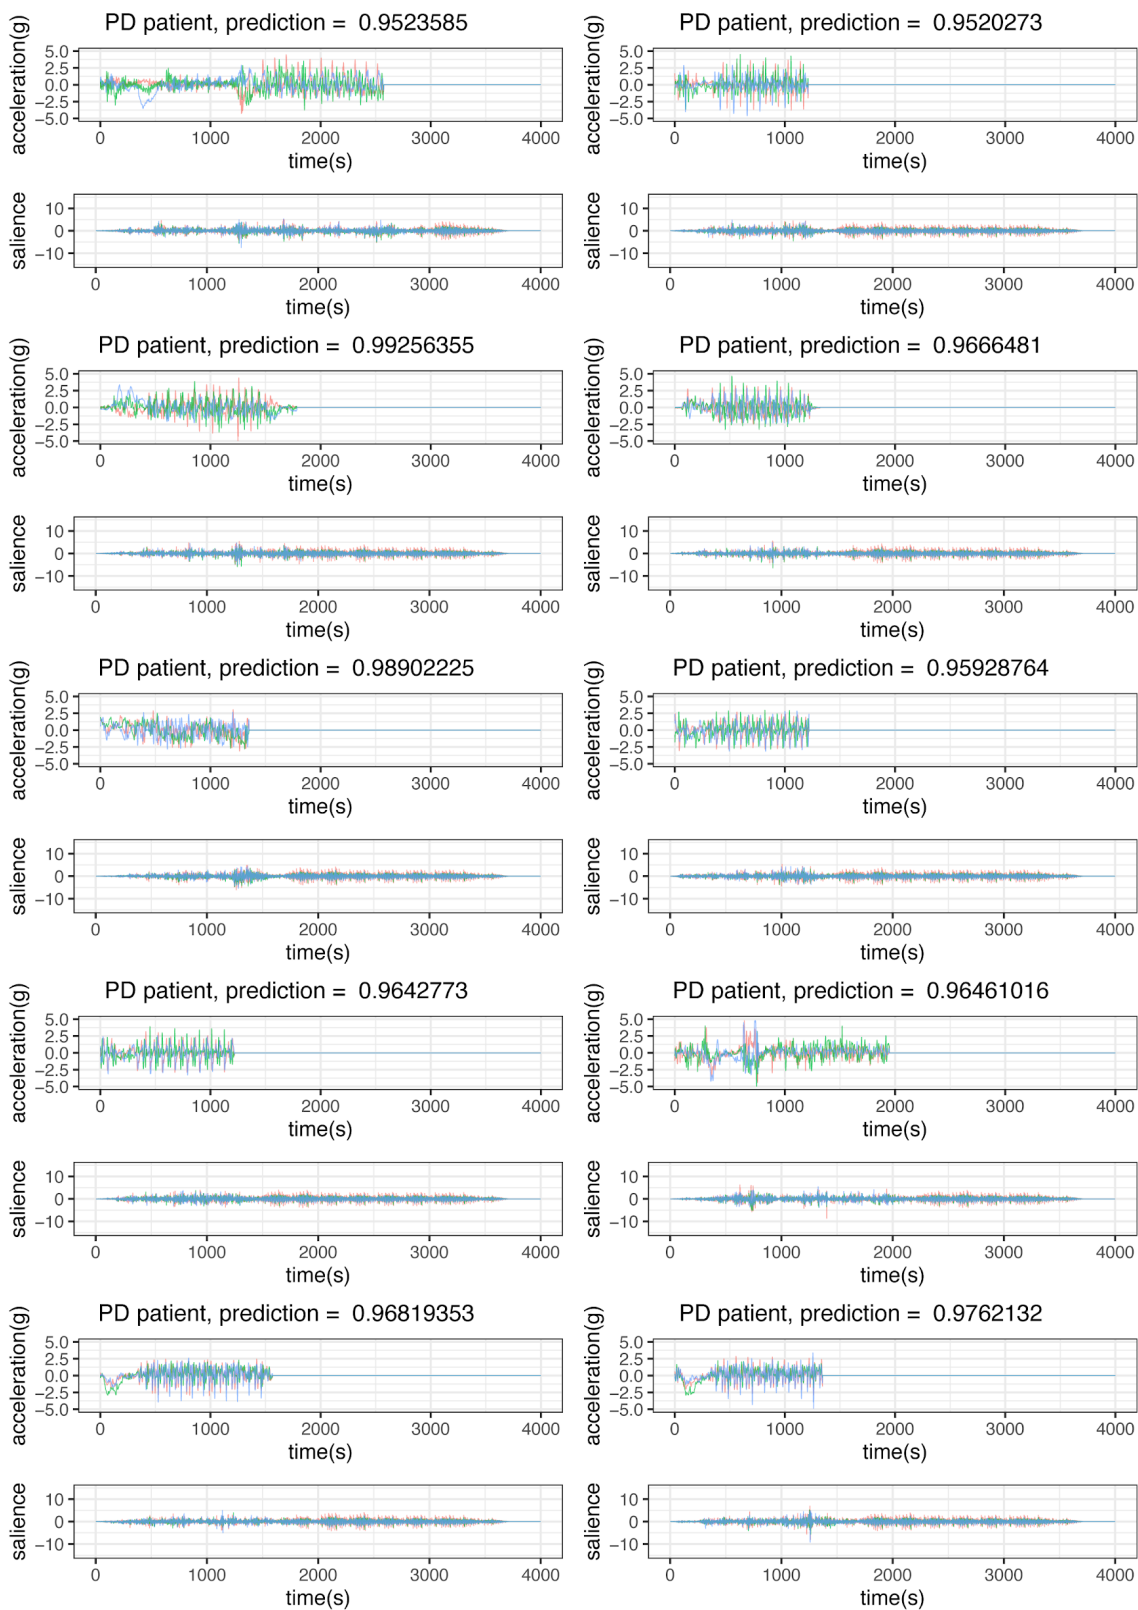 PD patient, prediction = 0.9523585
acceleration(g)
5.0
2.5
0.0
−2.5
−5.0
0 1000 2000 3000 4000
time(s)
salience
10
0
−10
0 1000 2000 3000 4000
time(s)
PD patient, prediction = 0.9520273
acceleration(g)
5.0
2.5
0.0
−2.5
−5.0
0 1000 2000 3000 4000
time(s)
salience
10
0
−10
0 1000 2000 3000 4000
time(s)
PD patient, prediction = 0.99256355
acceleration(g)
5.0
2.5
0.0
−2.5
−5.0
0 1000 2000 3000 4000
time(s)
salience
10
0
−10
0 1000 2000 3000 4000
time(s)
PD patient, prediction = 0.9666481
acceleration(g)
5.0
2.5
0.0
−2.5
−5.0
0 1000 2000 3000 4000
time(s)
salience
10
0
−10
0 1000 2000 3000 4000
time(s)
PD patient, prediction = 0.98902225
acceleration(g)
5.0
2.5
0.0
−2.5
−5.0
0 1000 2000 3000 4000
time(s)
salience
10
0
−10
0 1000 2000 3000 4000
time(s)
PD patient, prediction = 0.95928764
acceleration(g)
5.0
2.5
0.0
−2.5
−5.0
0 1000 2000 3000 4000
time(s)
salience
10
0
−10
0 1000 2000 3000 4000
time(s)
PD patient, prediction = 0.9642773
acceleration(g)
5.0
2.5
0.0
−2.5
−5.0
0 1000 2000 3000 4000
time(s)
salience
10
0
−10
0 1000 2000 3000 4000
time(s)
PD patient, prediction = 0.96461016
acceleration(g)
5.0
2.5
0.0
−2.5
−5.0
0 1000 2000 3000 4000
time(s)
salience
10
0
−10
0 1000 2000 3000 4000
time(s)
PD patient, prediction = 0.96819353
acceleration(g)
5.0
2.5
0.0
−2.5
−5.0
0 1000 2000 3000 4000
time(s)
salience
10
0
−10
0 1000 2000 3000 4000
time(s)
PD patient, prediction = 0.9762132
acceleration(g)
5.0
2.5
0.0
−2.5
−5.0
0 1000 2000 3000 4000
time(s)
salience
10
0
−10
0 1000 2000 3000 4000
time(s)